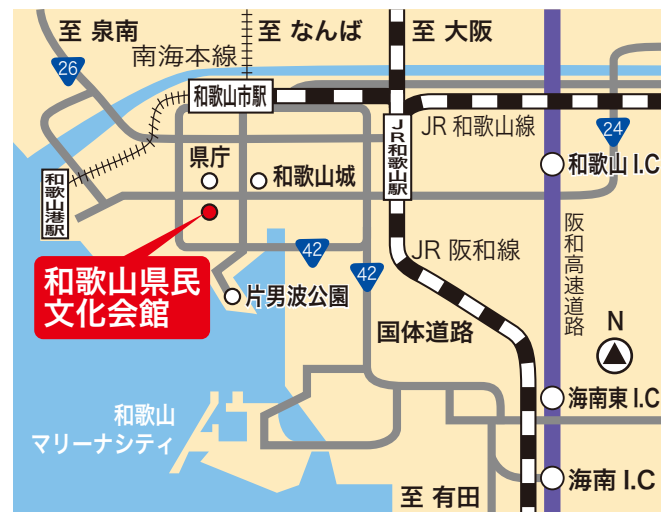 至 泉南
至 なんば
至 大阪
南海本線
26
和歌山市駅
JR 和歌山線
24
JR和歌山駅
県庁
和歌山城
和歌山 I.C
和歌山港駅
阪和高速道路
42
JR 阪和線
和歌山県民
文化会館
42
片男波公園
国体道路
N
海南東 I.C
和歌山
マリーナシティ
海南 I.C
至 有田